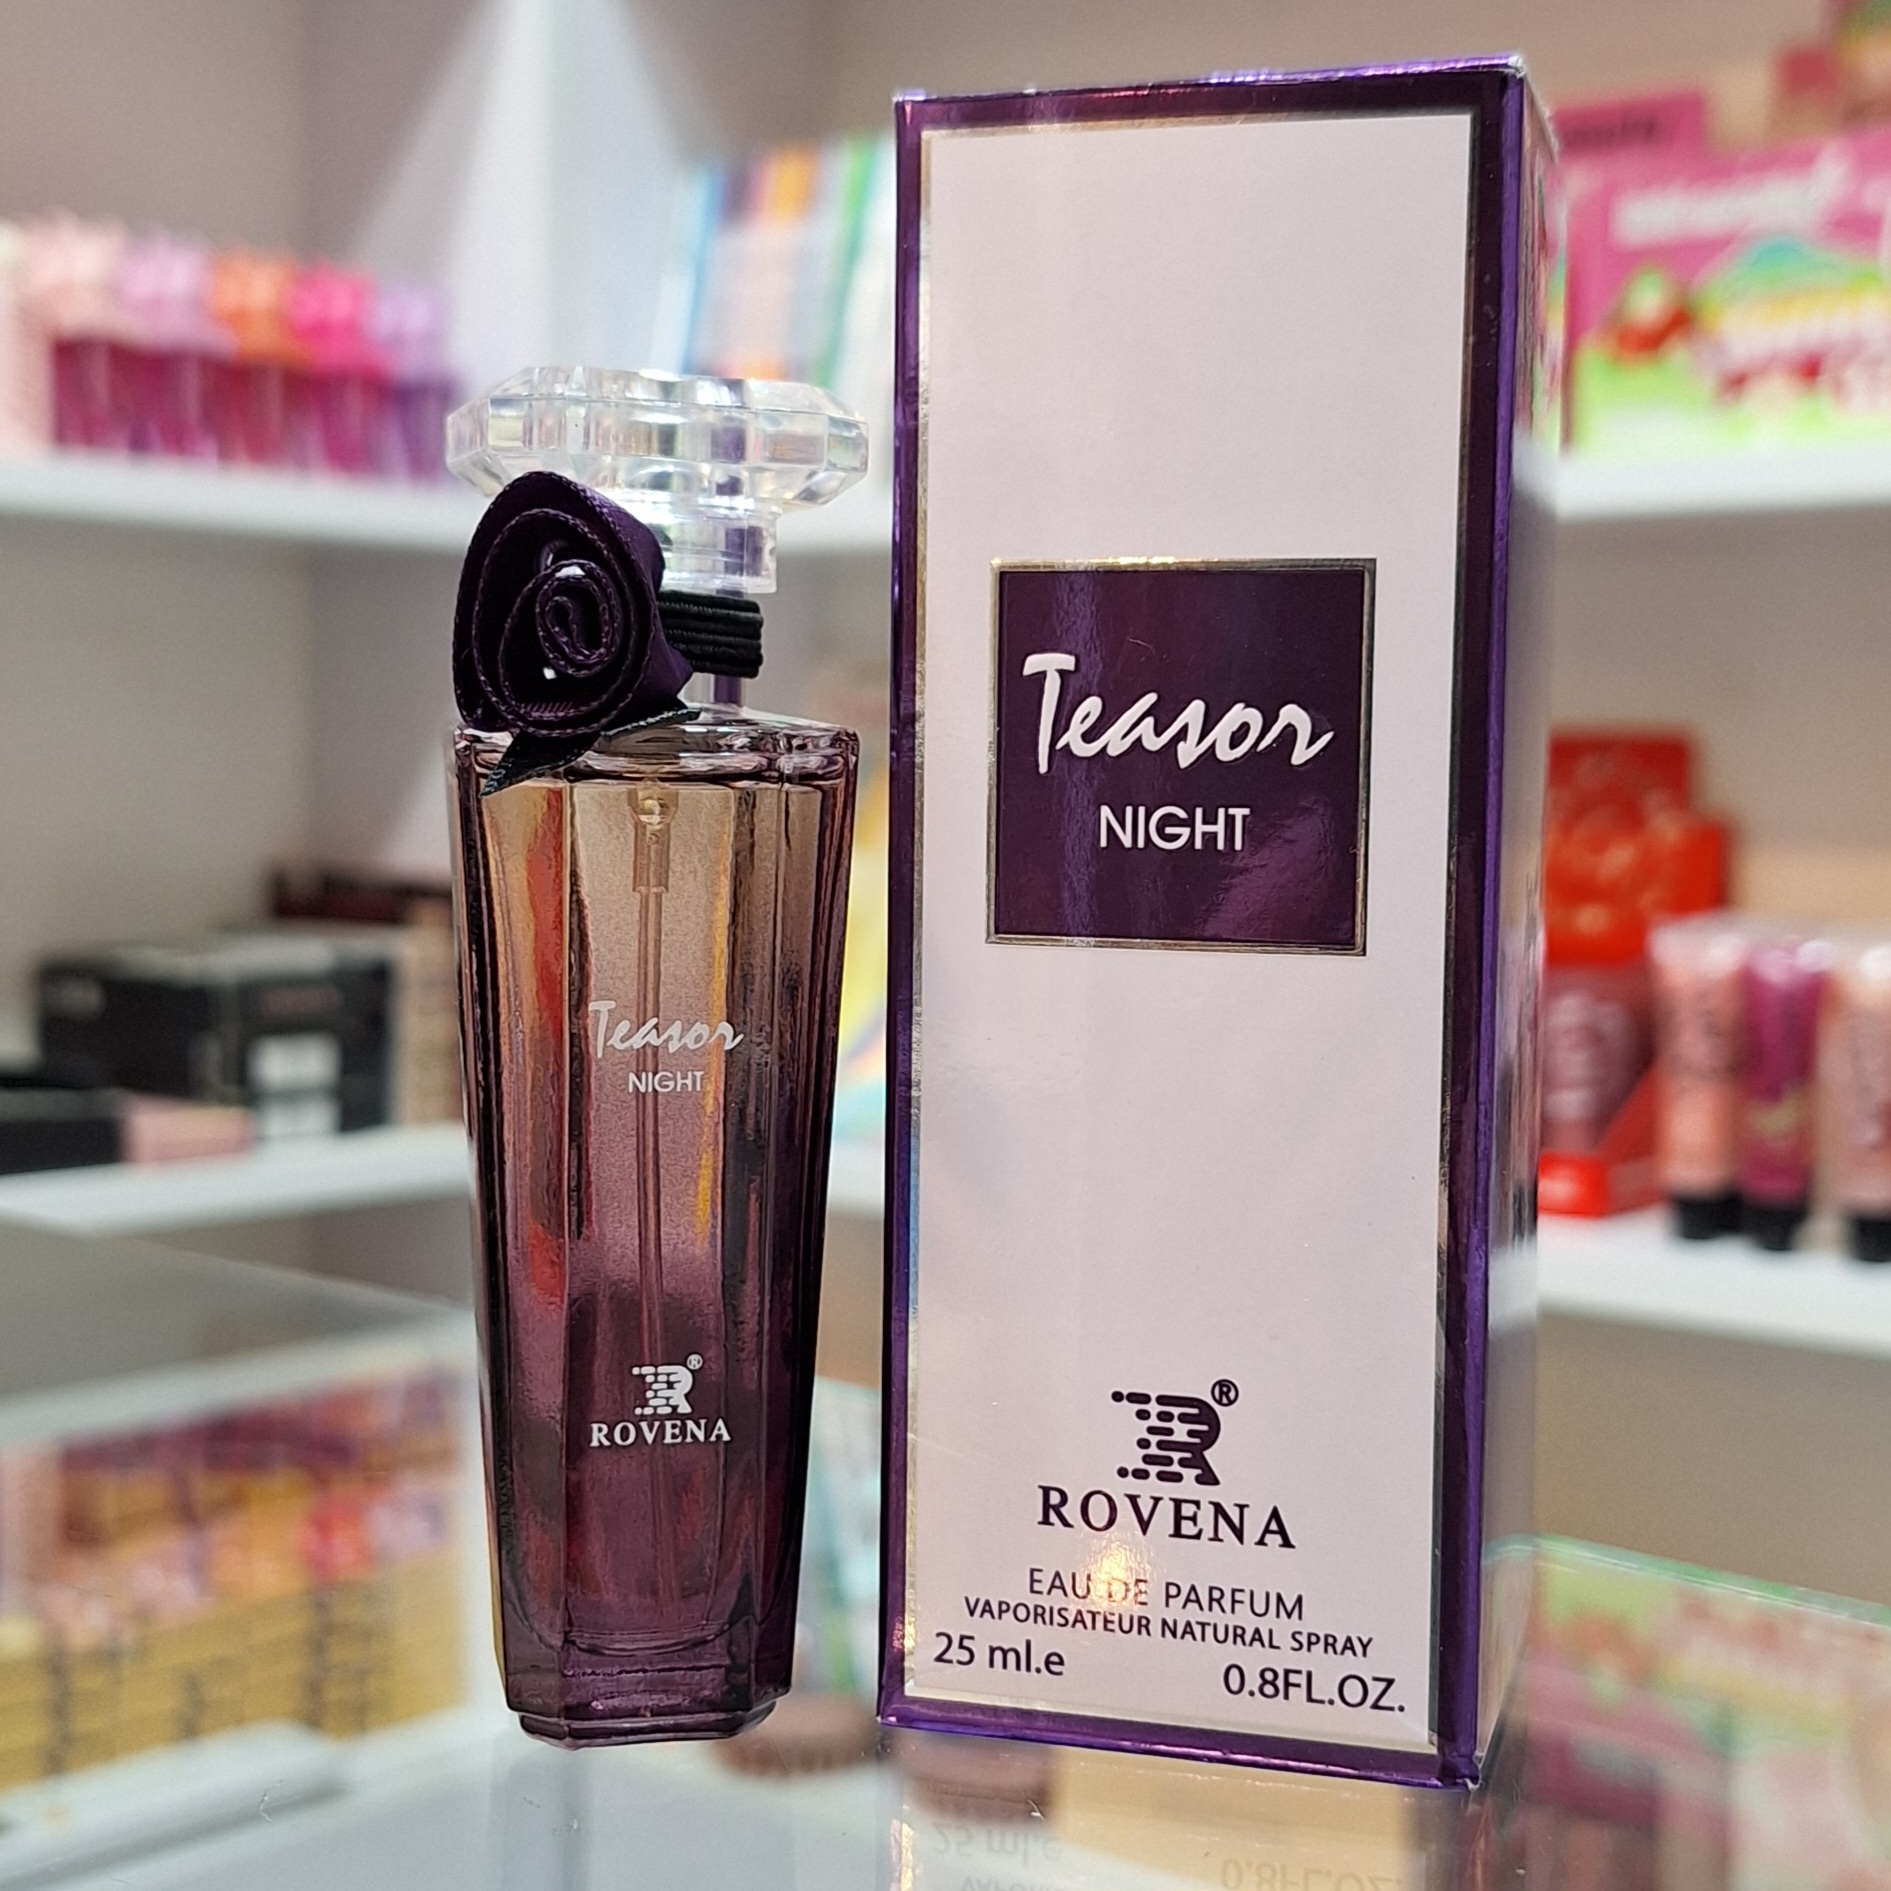 Teasor
NIGHT
R®
ROVENA
Teasor
NIGHT
R®
ROVENA
EAU DE PARFUM
VAPORISATEUR NATURAL SPRAY
25 ml.e
0.8FL.OZ.